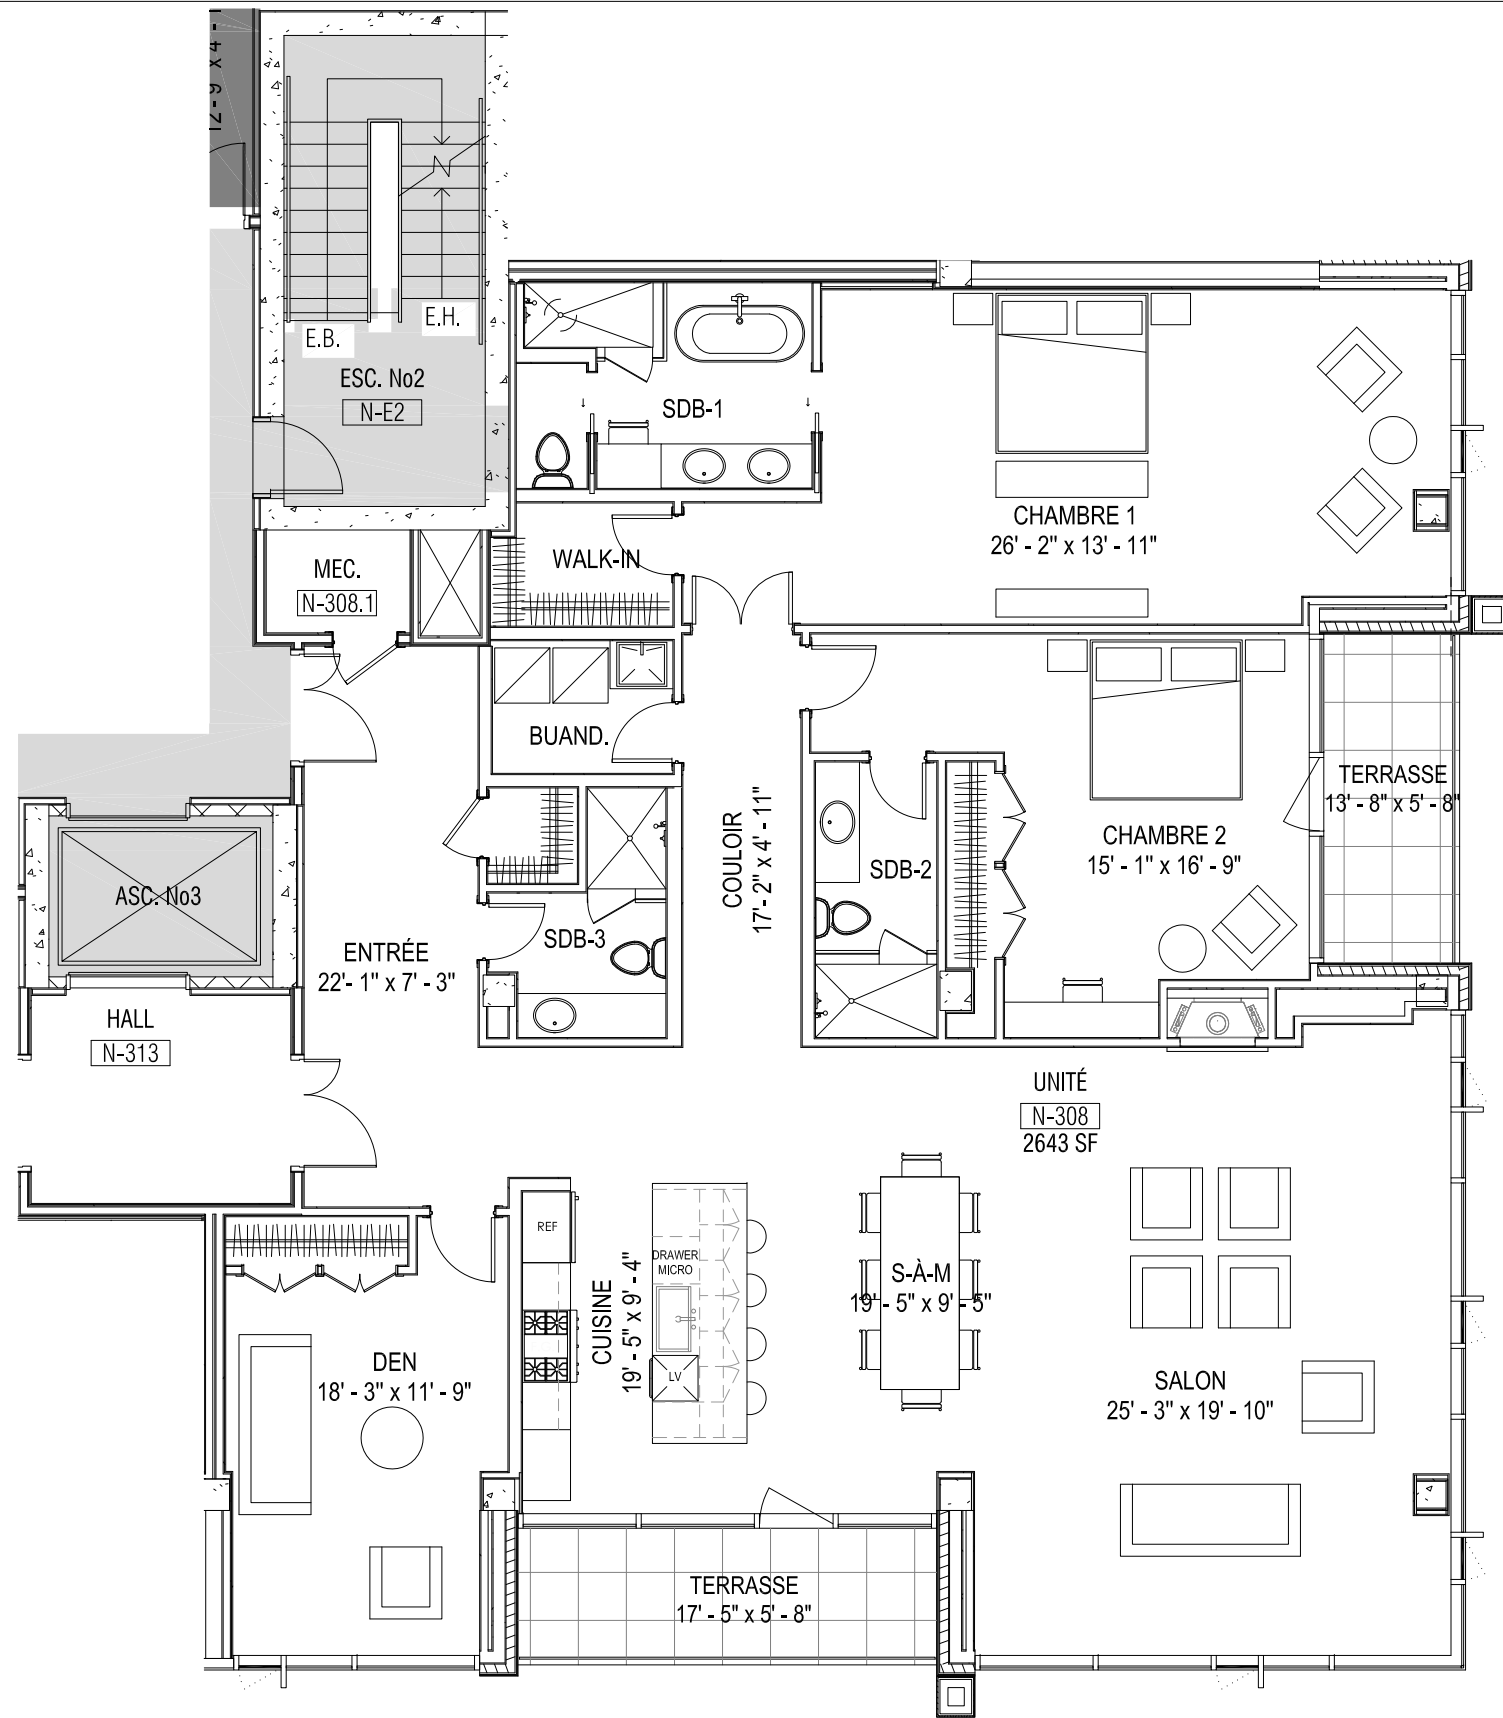 12'- 9" x 4'-
E.B.
E.H.
ESC. No2
N-E2
SDB-1
CHAMBRE 1
26' - 2" x 13' - 11"
WALK-IN
MEC.
N-308.1
BUAND.
TERRASSE
13' - 8" x 5' - 8"
COULOIR
17'- 2" x 4' - 11"
CHAMBRE 2
15' - 1" x 16' - 9"
SDB-2
ASC. No3
SDB-3
ENTRÉE
22'- 1" x 7' - 3"
HALL
N-313
UNITÉ
N-308
2643 SF
REF
DRAWER
MICRO
CUISINE
19' - 5" x 9' - 4"
S-À-M
19' - 5" x 9' - 5"
LV
DEN
18' - 3" x 11' - 9"
SALON
25' - 3" x 19' - 10"
TERRASSE
17' - 5" x 5' - 8"